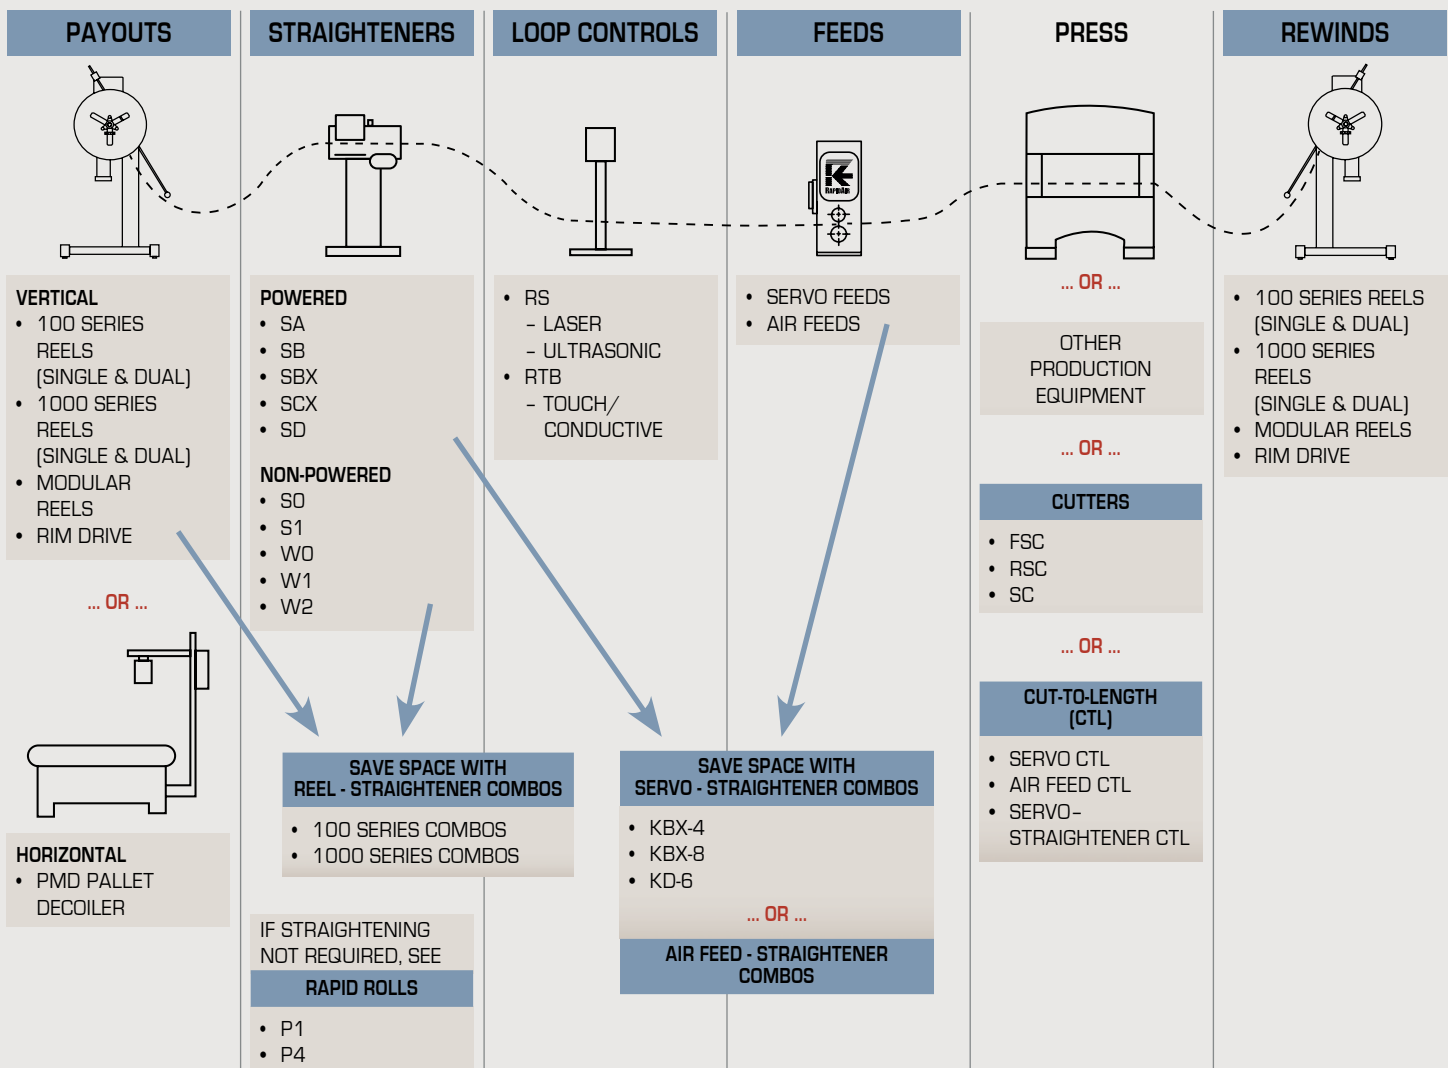 PAYOUTS
STRAIGHTENERS
LOOP CONTROLS
FEEDS
PRESS
REWINDS
RAPIDAIR
VERTICAL
• 100 SERIES
REELS
(SINGLE & DUAL)
• 1000 SERIES
REELS
(SINGLE & DUAL)
• MODULAR
REELS
• RIM DRIVE
... OR ...
HORIZONTAL
• PMD PALLET
DECOILER
POWERED
• SA
• SB
• SBX
• SCX
• SD
NON-POWERED
• S0
• S1
• W0
• W1
• W2
SAVE SPACE WITH
REEL - STRAIGHTENER COMBOS
• 100 SERIES COMBOS
• 1000 SERIES COMBOS
IF STRAIGHTENING
NOT REQUIRED, SEE
RAPID ROLLS
• P1
• P4
• RS
– LASER
– ULTRASONIC
• RTB
– TOUCH/
CONDUCTIVE
• SERVO FEEDS
• AIR FEEDS
SAVE SPACE WITH
SERVO - STRAIGHTENER COMBOS
• KBX-4
• KBX-8
• KD-6
... OR ...
AIR FEED - STRAIGHTENER
COMBOS
... OR ...
OTHER
PRODUCTION
EQUIPMENT
... OR ...
CUTTERS
• FSC
• RSC
• SC
... OR ...
CUT-TO-LENGTH
(CTL)
• SERVO CTL
• AIR FEED CTL
• SERVO–
STRAIGHTENER CTL
• 100 SERIES REELS
(SINGLE & DUAL)
• 1000 SERIES
REELS
(SINGLE & DUAL)
• MODULAR REELS
• RIM DRIVE